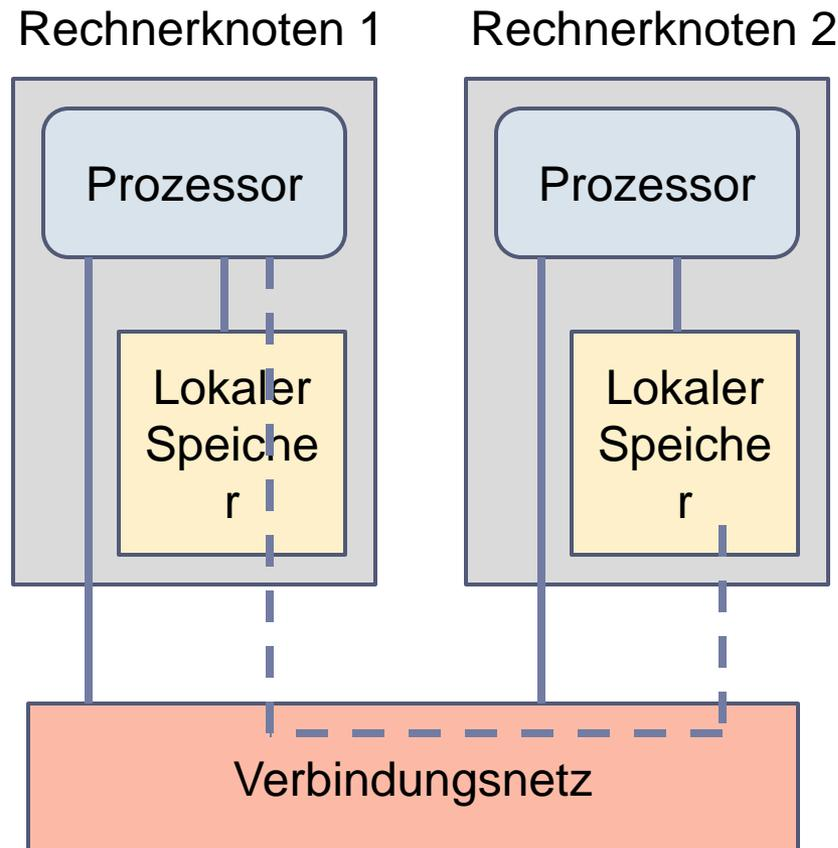 Rechnerknoten 1
Rechnerknoten 2
Prozessor
Prozessor
Lokaler
Speiche
r
Lokaler
Speiche
r
Verbindungsnetz